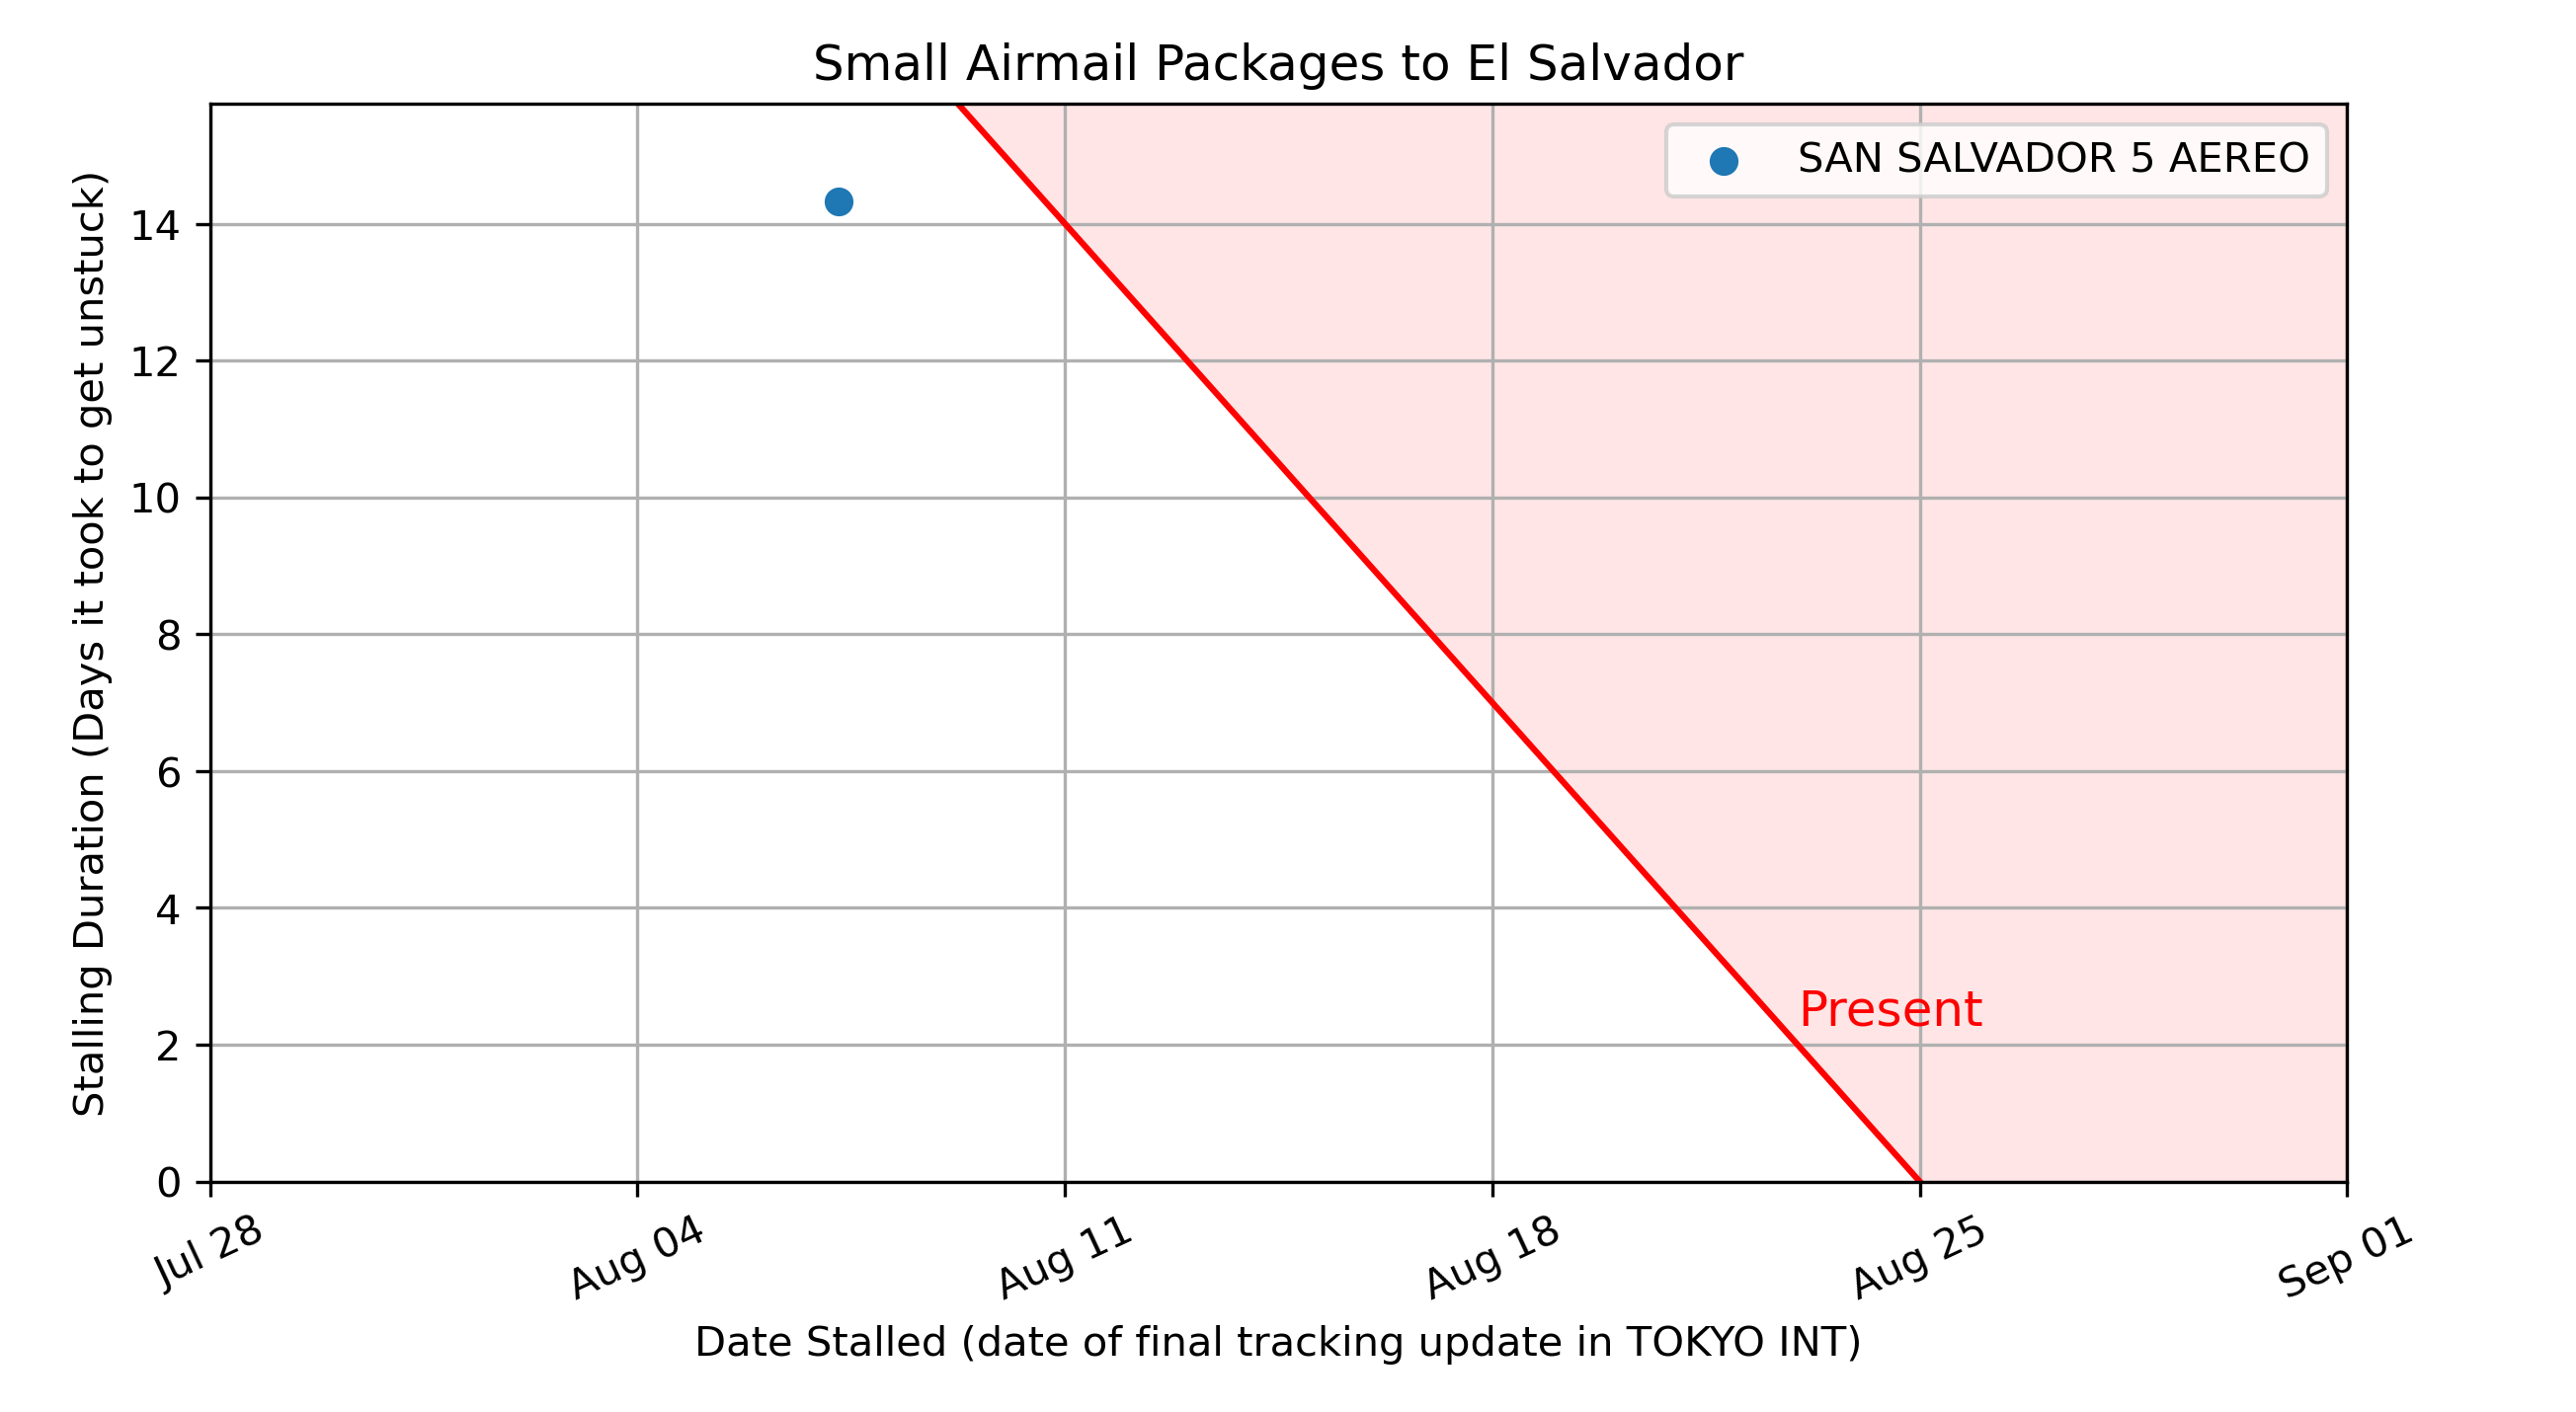 Small Airmail Packages to El Salvador
SAN SALVADOR 5 AEREO
Stalling Duration (Days it took to get unstuck)
14
12
10
8
6
4
2
0
Present
Jul 28
Aug 04
Aug 11
Aug 18
Aug 25
Sep 01
Date Stalled (date of final tracking update in TOKYO INT)